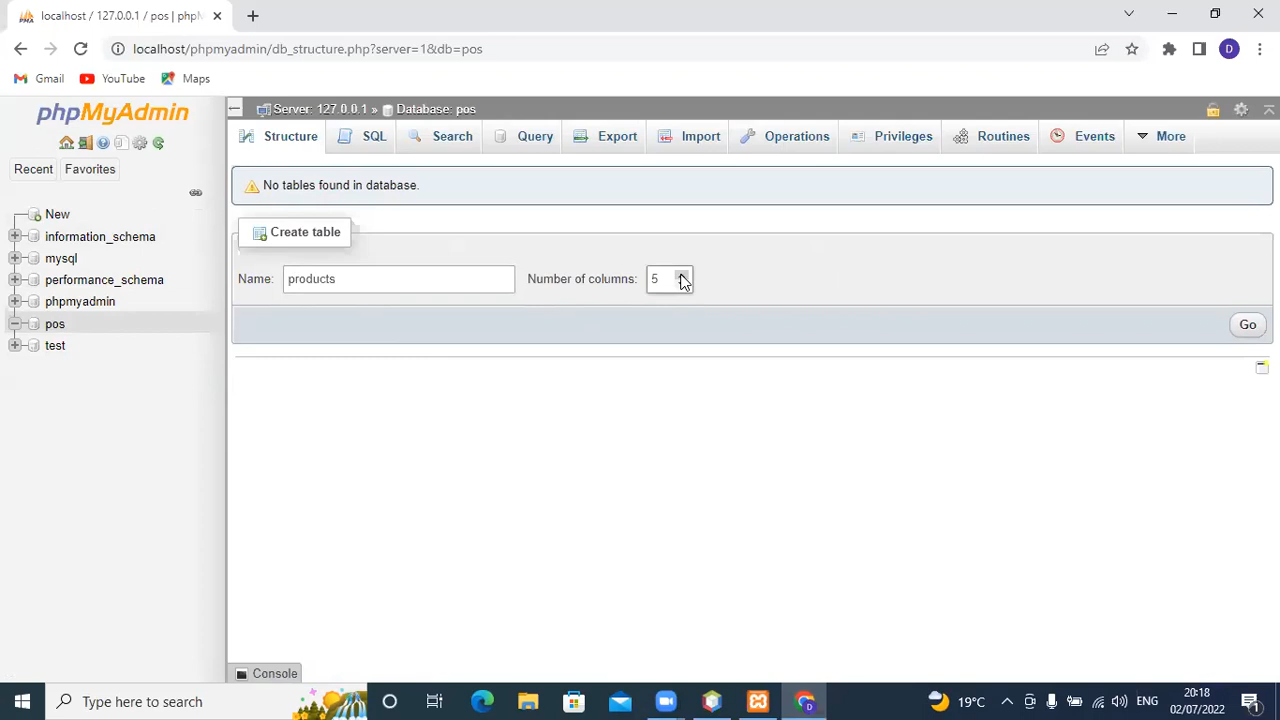 localhost / 127.0.0.1 / pos | phpM
localhost/phpmyadmin/db_structure.php?server=1&db=pos
D
Gmail YouTube Maps
phpMyAdmin
Recent Favorites
New
information_schema
mysql
performance_schema
phpmyadmin
pos
test
Server: 127.0.0.1 » Database: pos
Structure SQL Search Query Export Import Operations Privileges Routines Events More
No tables found in database.
Create table
Name: products Number of columns: 5
Go
Console
Type here to search
19°C
ENG
20:18
02/07/2022
1